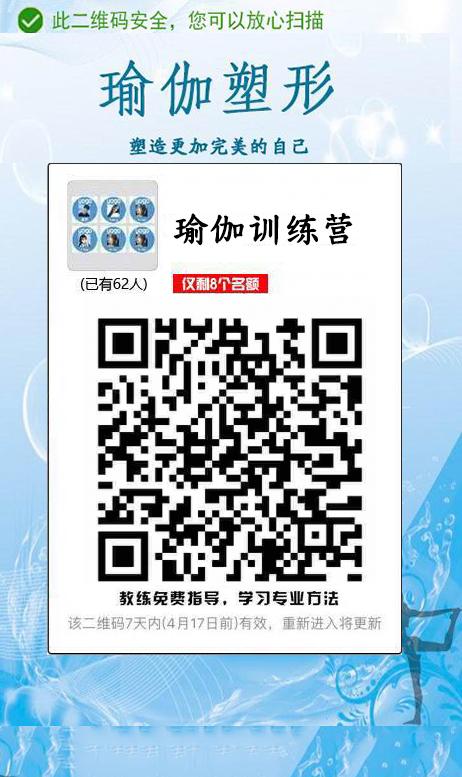 此二维码安全，您可以放心扫描
瑜伽塑形
塑造更加完美的自己
瑜伽训练营
(已有62人)
仅剩8个名额
教练免费指导，学习专业方法
该二维码7天内(4月17日前)有效，重新进入将更新